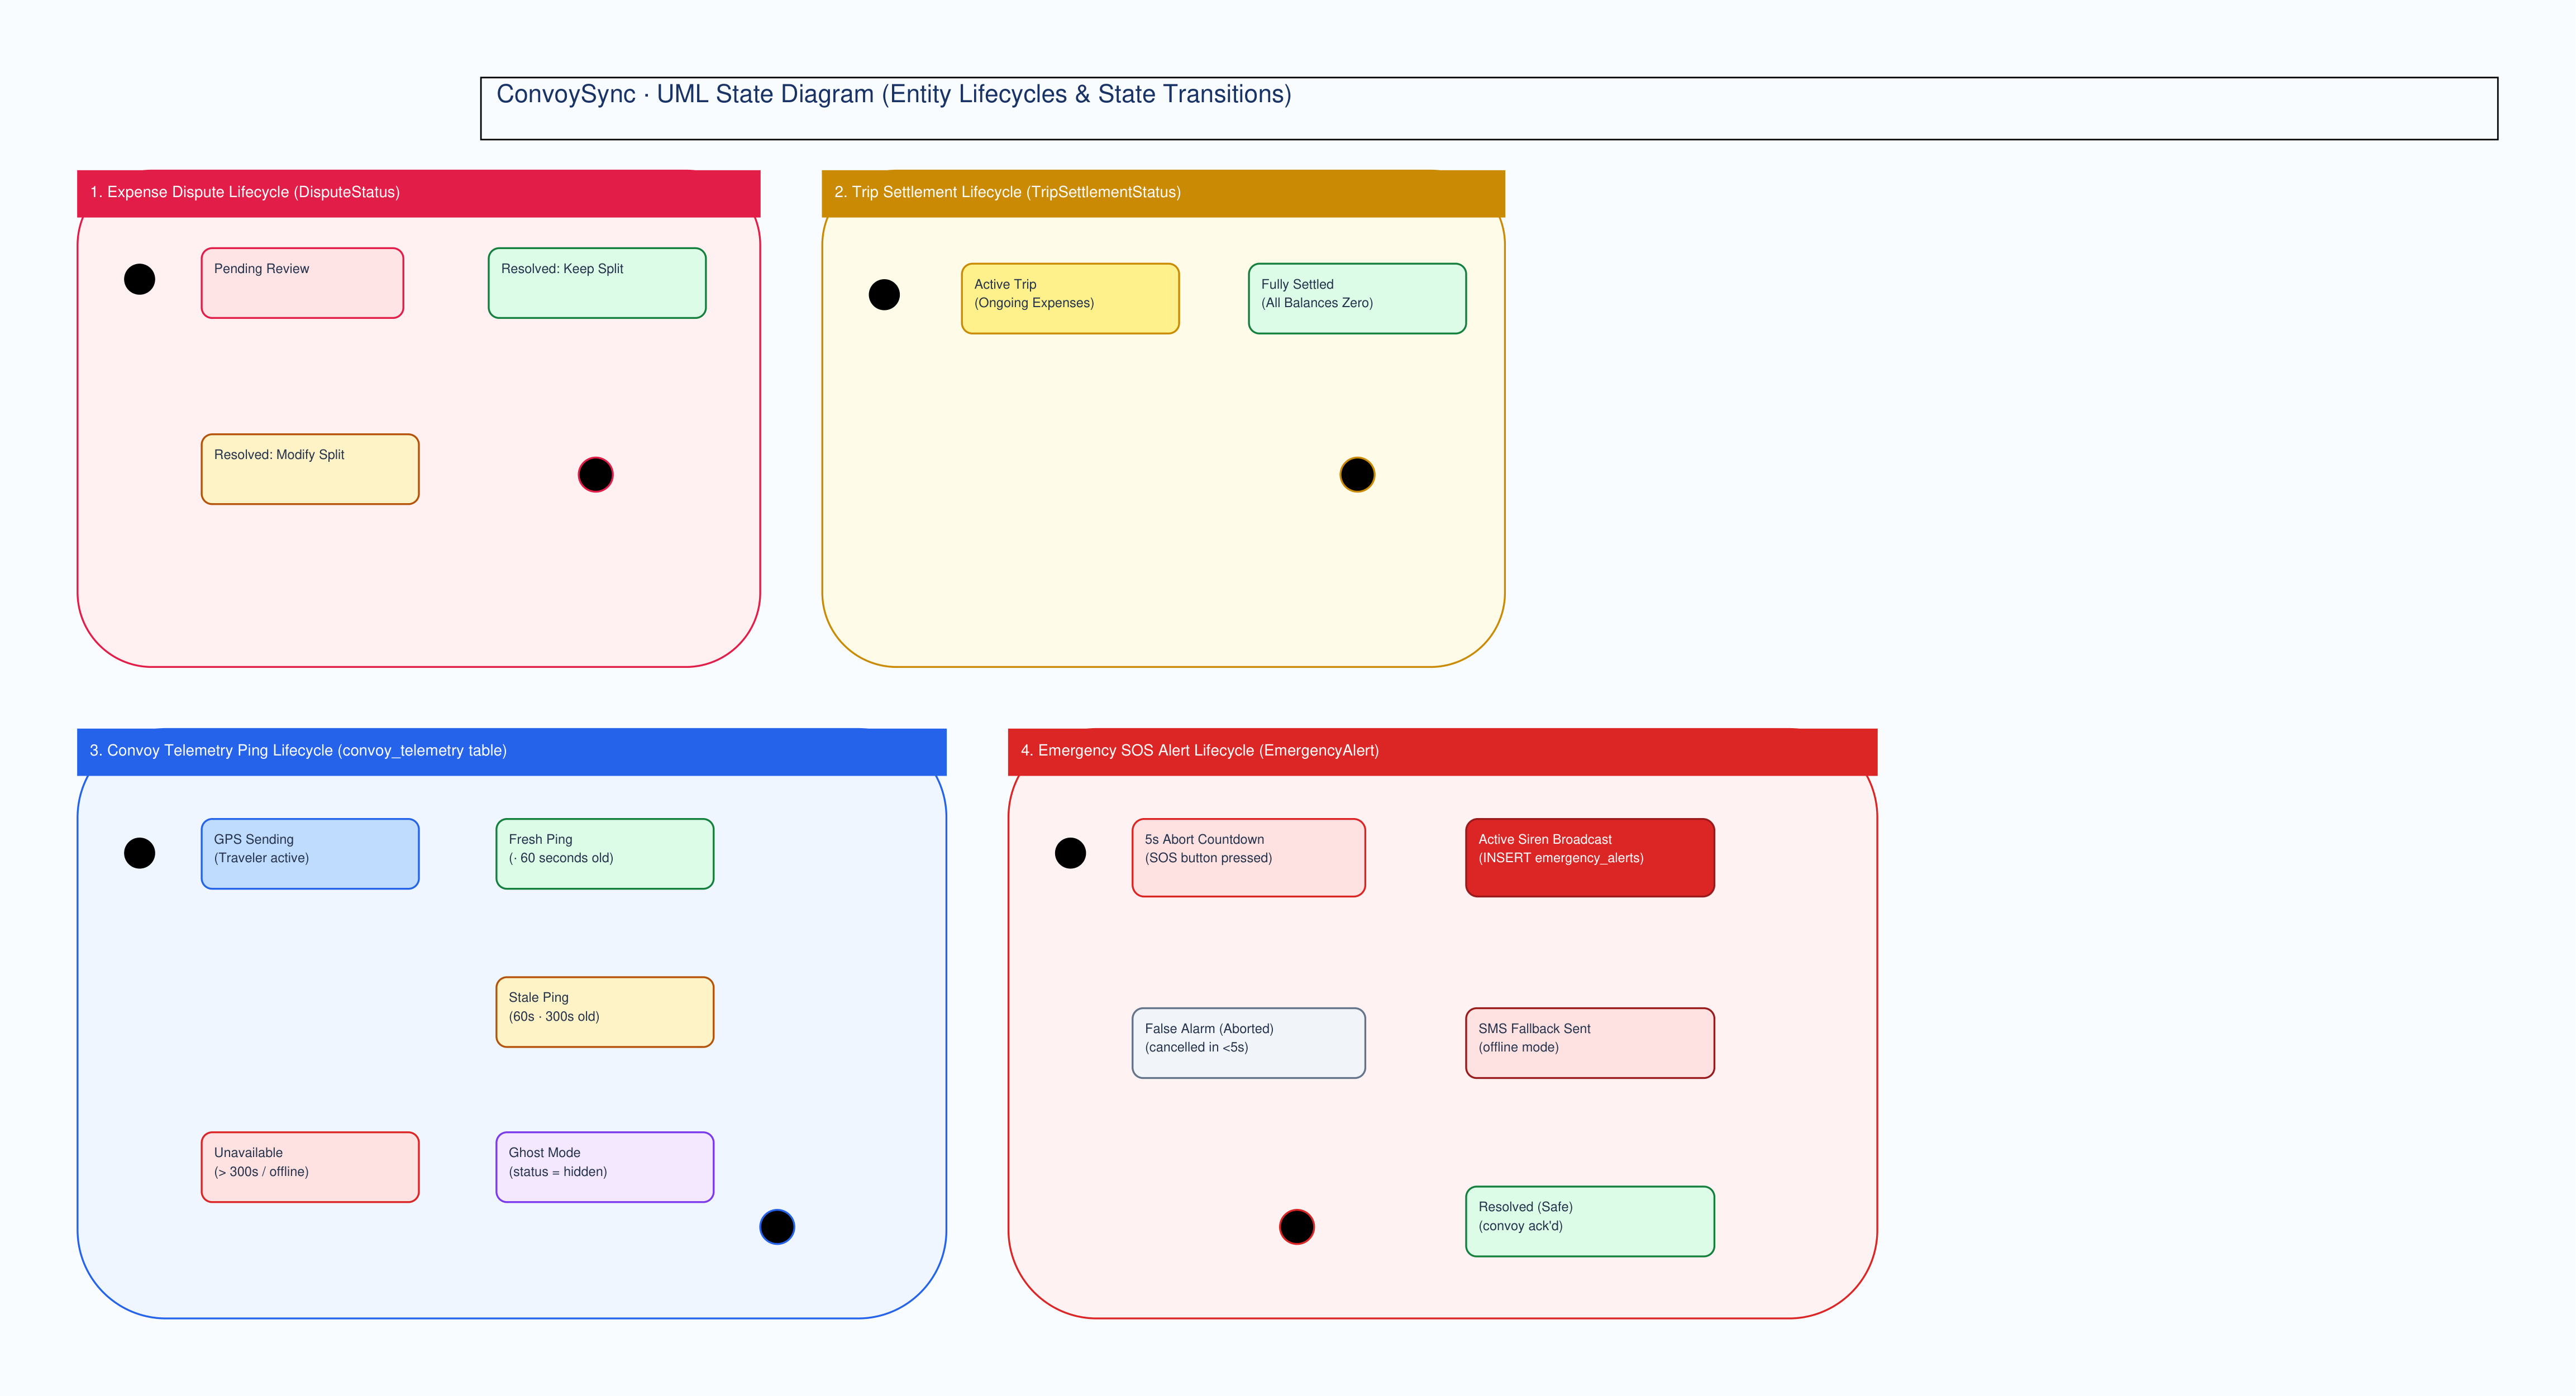 ConvoySync · UML State Diagram (Entity Lifecycles & State Transitions)
1. Expense Dispute Lifecycle (DisputeStatus)
Pending Review
Resolved: Keep Split
Resolved: Modify Split
2. Trip Settlement Lifecycle (TripSettlementStatus)
Active Trip
(Ongoing Expenses)
Fully Settled
(All Balances Zero)
3. Convoy Telemetry Ping Lifecycle (convoy_telemetry table)
GPS Sending
(Traveler active)
Fresh Ping
(· 60 seconds old)
Stale Ping
(60s · 300s old)
Unavailable
(> 300s / offline)
Ghost Mode
(status = hidden)
4. Emergency SOS Alert Lifecycle (EmergencyAlert)
5s Abort Countdown
(SOS button pressed)
Active Siren Broadcast
(INSERT emergency_alerts)
False Alarm (Aborted)
(cancelled in <5s)
SMS Fallback Sent
(offline mode)
Resolved (Safe)
(convoy ack'd)